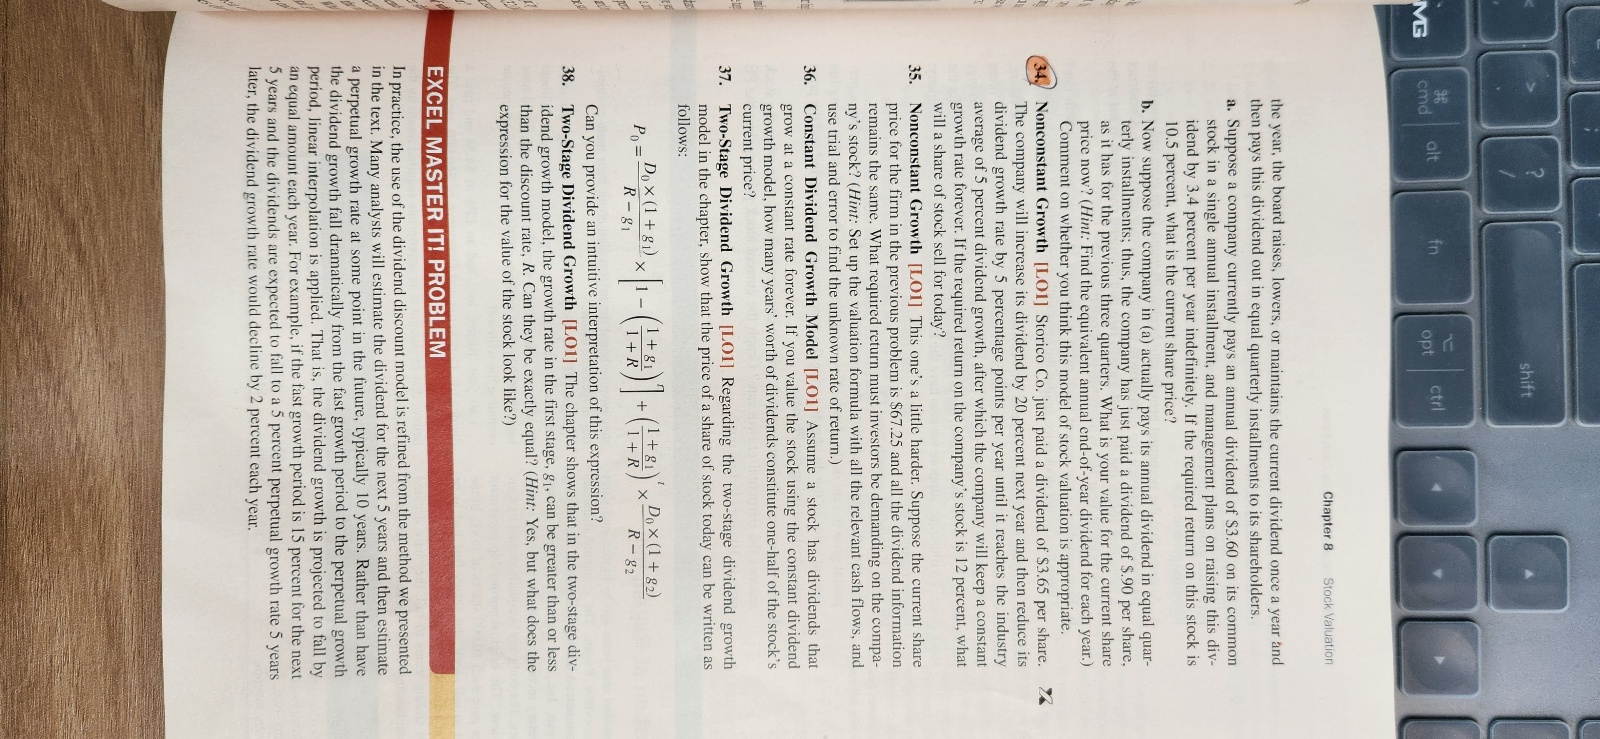 Chapter 8 Stock Valuation
the year, the board raises, lowers, or maintains the current dividend once a year and
then pays this dividend out in equal quarterly installments to its shareholders.
a. Suppose a company currently pays an annual dividend of $3.60 on its common
stock in a single annual installment, and management plans on raising this div-
idend by 3.4 percent per year indefinitely. If the required return on this stock is
10.5 percent, what is the current share price?
b. Now suppose the company in (a) actually pays its annual dividend in equal quar-
terly installments; thus, the company has just paid a dividend of $.90 per share,
as it has for the previous three quarters. What is your value for the current share
price now? (Hint: Find the equivalent annual end-of-year dividend for each year.)
Comment on whether you think this model of stock valuation is appropriate.
34. Nonconstant Growth [LO1] Storico Co. just paid a dividend of $3.65 per share.
The company will increase its dividend by 20 percent next year and then reduce its
dividend growth rate by 5 percentage points per year until it reaches the industry
average of 5 percent dividend growth, after which the company will keep a constant
growth rate forever. If the required return on the company's stock is 12 percent, what
will a share of stock sell for today?
35. Nonconstant Growth [LO1] This one's a little harder. Suppose the current share
price for the firm in the previous problem is $67.25 and all the dividend information
remains the same. What required return must investors be demanding on the compa-
ny's stock? (Hint: Set up the valuation formula with all the relevant cash flows, and
use trial and error to find the unknown rate of return.)
36. Constant Dividend Growth Model [LO1] Assume a stock has dividends that
grow at a constant rate forever. If you value the stock using the constant dividend
growth model, how many years' worth of dividends constitute one-half of the stock's
current price?
37. Two-Stage Dividend Growth [LO1] Regarding the two-stage dividend growth
model in the chapter, show that the price of a share of stock today can be written as
follows:
P₀ = D₀ × (1 + g₁) / R − g₁ × [1 − (1 + g₁ / 1 + R)ᵗ] + (1 + g₁ / 1 + R)ᵗ × D₀ × (1 + g₂) / R − g₂
Can you provide an intuitive interpretation of this expression?
38. Two-Stage Dividend Growth [LO1] The chapter shows that in the two-stage div-
idend growth model, the growth rate in the first stage, g₁, can be greater than or less
than the discount rate, R. Can they be exactly equal? (Hint: Yes, but what does the
expression for the value of the stock look like?)
EXCEL MASTER IT! PROBLEM
In practice, the use of the dividend discount model is refined from the method we presented
in the text. Many analysts will estimate the dividend for the next 5 years and then estimate
a perpetual growth rate at some point in the future, typically 10 years. Rather than have
the dividend growth fall dramatically from the fast growth period to the perpetual growth
period, linear interpolation is applied. That is, the dividend growth is projected to fall by
an equal amount each year. For example, if the fast growth period is 15 percent for the next
5 years and the dividends are expected to fall to a 5 percent perpetual growth rate 5 years
later, the dividend growth rate would decline by 2 percent each year.
MG
⌘
cmd
alt
fn
⌥
opt
ctrl
shift
>
?
/